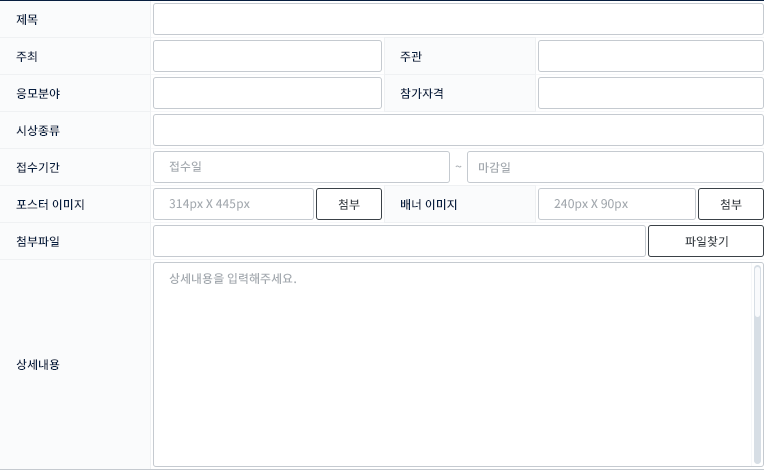 제목
주최
주관
응모분야
참가자격
시상종류
접수기간 접수일 ~ 마감일
포스터 이미지 314px X 445px 첨부 배너 이미지 240px X 90px 첨부
첨부파일 파일찾기
상세내용을 입력해주세요.
상세내용